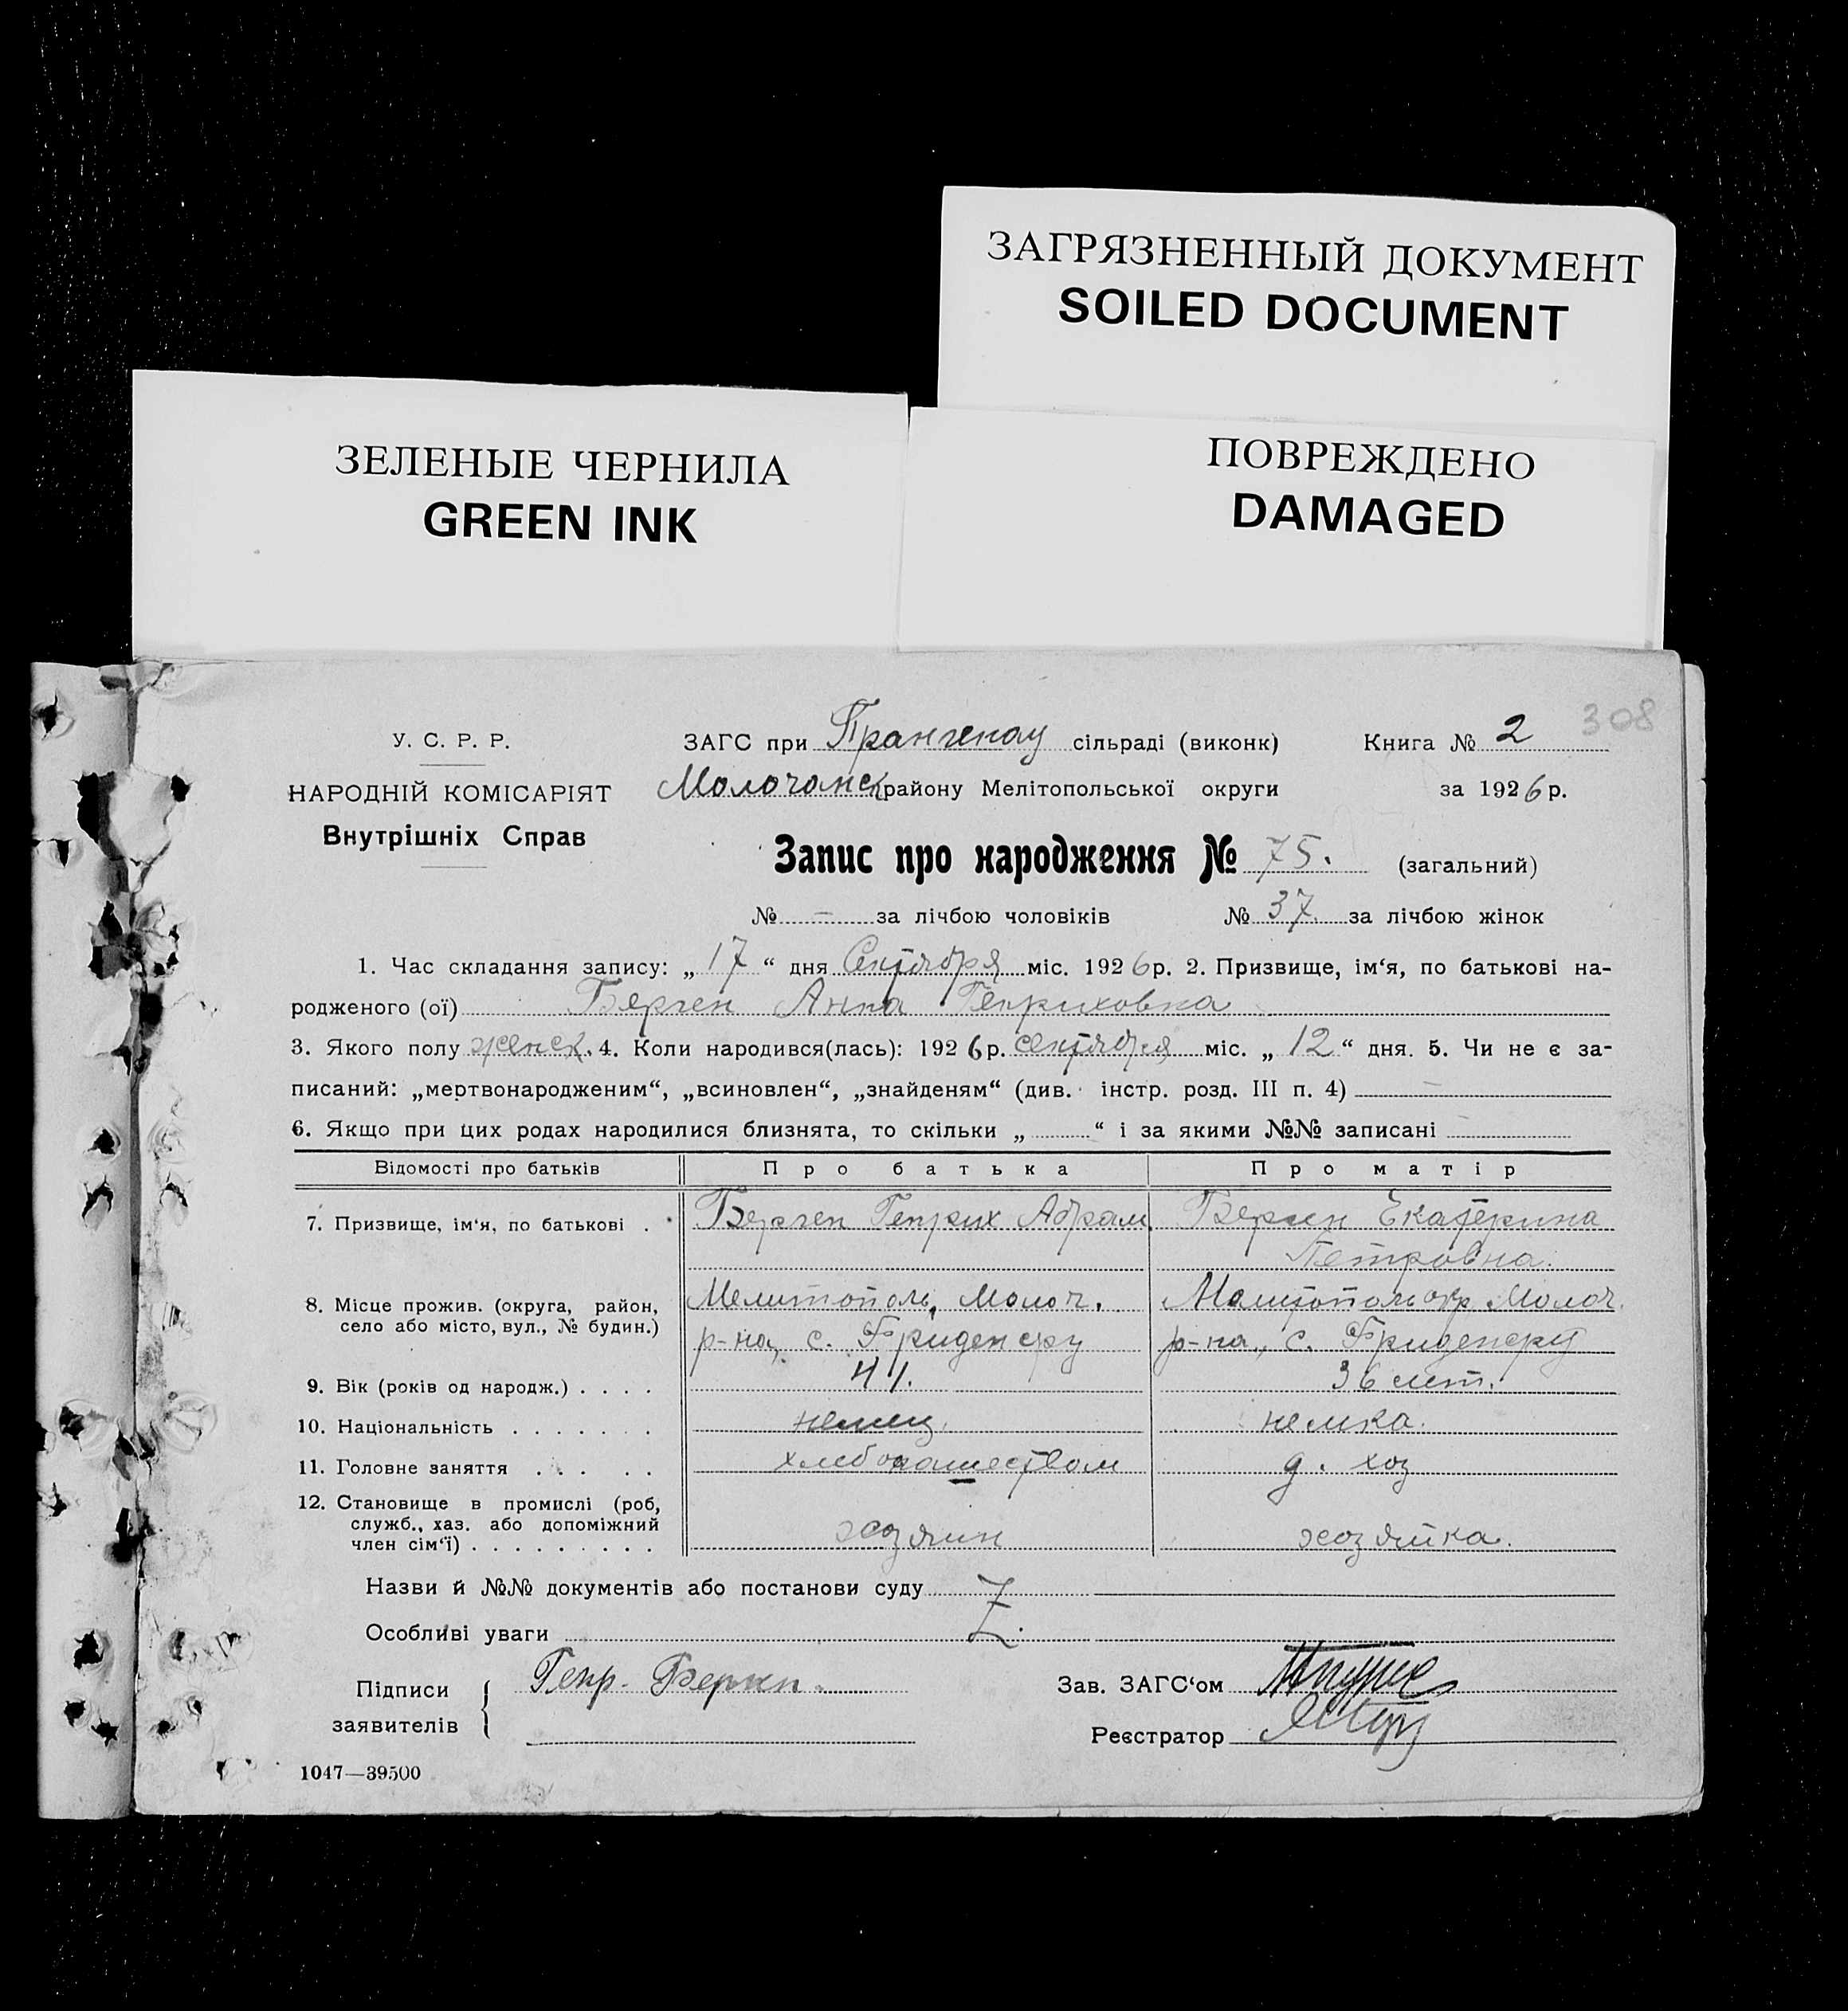 ЗАГРЯЗНЕННЫЙ ДОКУМЕНТ
SOILED DOCUMENT
ЗЕЛЕНЫЕ ЧЕРНИЛА
GREEN INK
ПОВРЕЖДЕНО
DAMAGED
308
У. С. Р. Р.
НАРОДНІЙ КОМІСАРІЯТ
Внутрішніх Справ
ЗАГС при Прангенау сільраді (виконк) Книга № 2
Молочанск району Мелітопольської округи за 1926 р.
Запис про народження № 75. (загальний)
№ — за лічбою чоловіків № 37 за лічбою жінок
1. Час складання запису: „17“ дня Сентября міс. 1926 р. 2. Призвище, ім‘я, по батькові на-
родженого (ої) Берген Анна Генриховна
3. Якого полу женск. 4. Коли народився(лась): 1926 р. сентября міс. „12“ дня. 5. Чи не є за-
писаний: „мертвонародженим“, „всиновлен“, „знайденям“ (див. інстр. розд. III п. 4) —
6. Якщо при цих родах народилися близнята, то скільки „ “ і за якими №№ записані
Відомості про батьків Про батька Про матір
7. Призвище, ім‘я, по батькові . Берген Генрих Абрам. Берген Екатерина
Петровна.
8. Місце прожив. (округа, район, село або місто, вул., № будин.) Мелитополь, Молоч. Мелитополь окр Молоч.
р-на, с. Фриденсру р-на, с. Фриденсру
9. Вік (років од народж.) . . . . 41. 36 лет.
10. Національність . . . . . . . немец. немка.
11. Головне заняття . . . . . хлебопашеством д. хоз
12. Становище в промислі (роб, служб., хаз. або допоміжний член сім‘ї) . . . . . . . . . хозяин хозяйка.
Назви й №№ документів або постанови суду
Особливі уваги
Підписи заявителів { Генр. Берген.
Зав. ЗАГС‘ом
Реєстратор
1047—39500